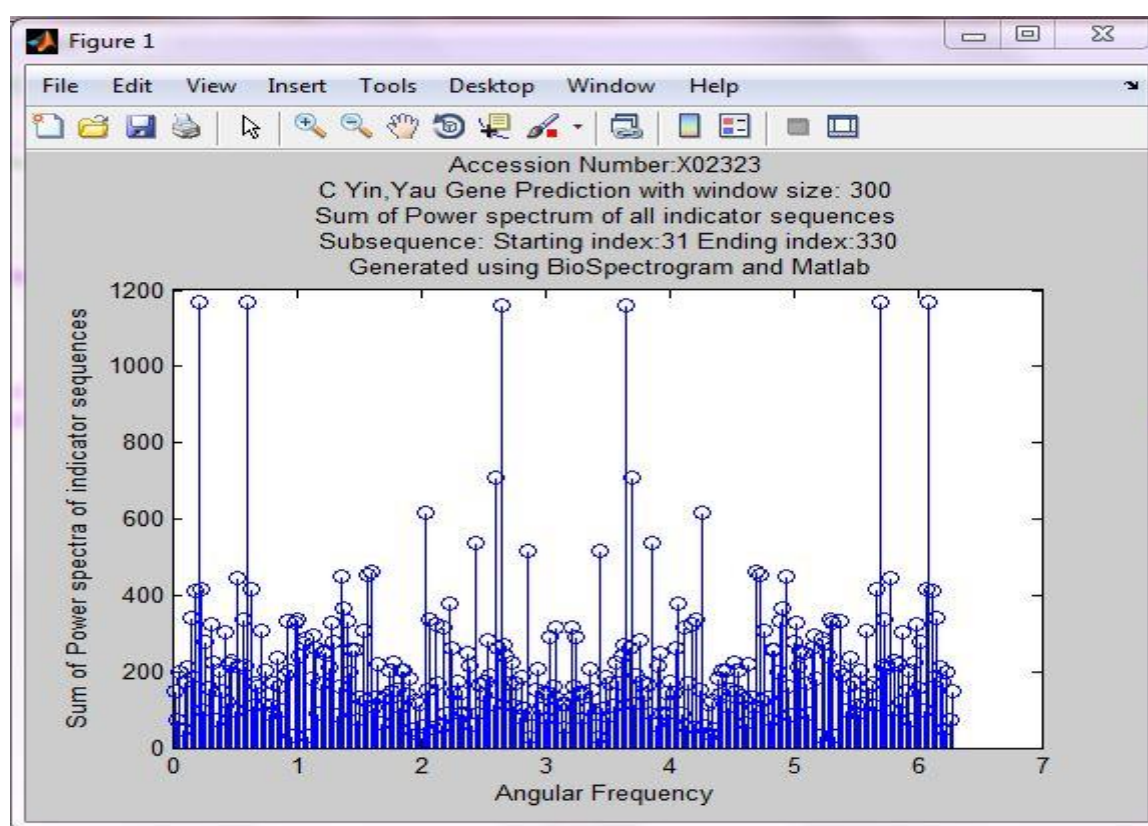 Figure 1
File Edit View Insert Tools Desktop Window Help
Accession Number:X02323
C Yin,Yau Gene Prediction with window size: 300
Sum of Power spectrum of all indicator sequences
Subsequence: Starting index:31 Ending index:330
Generated using BioSpectrogram and Matlab
Sum of Power spectra of indicator sequences
1200
1000
800
600
400
200
0
0 1 2 3 4 5 6 7
Angular Frequency